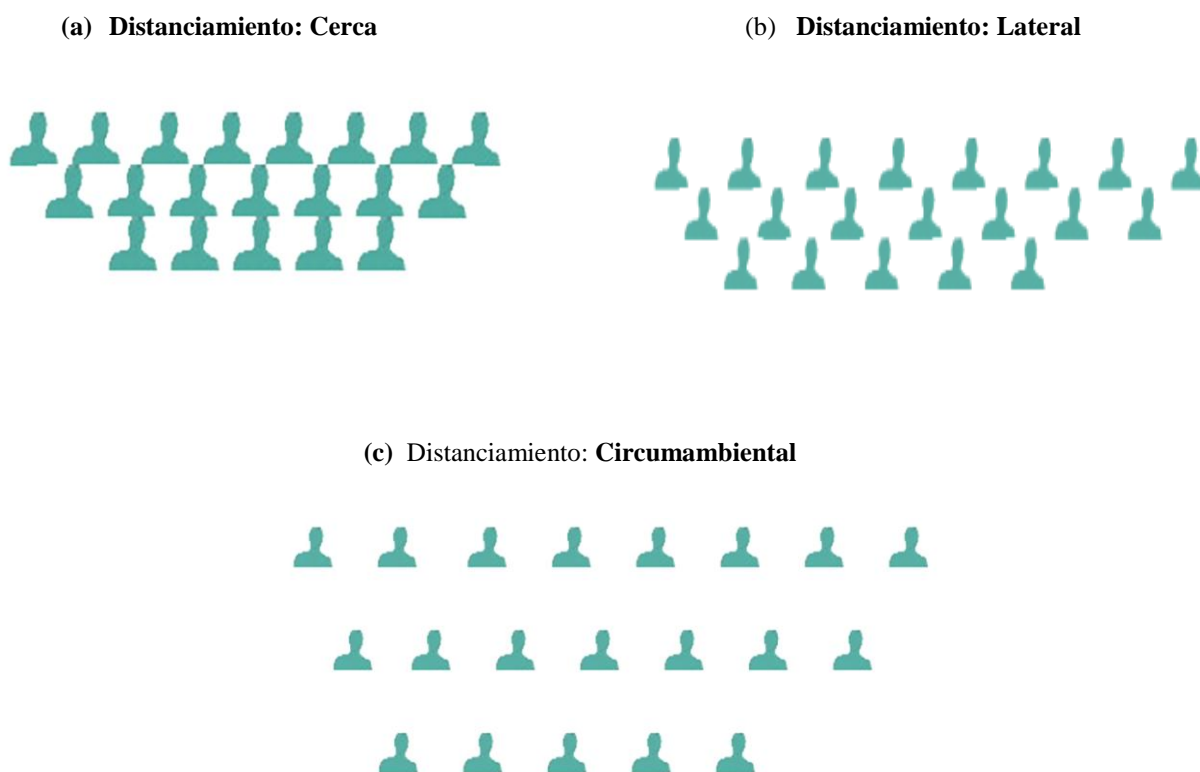 (a) Distanciamiento: Cerca
(b) Distanciamiento: Lateral
(c) Distanciamiento: Circumambiental